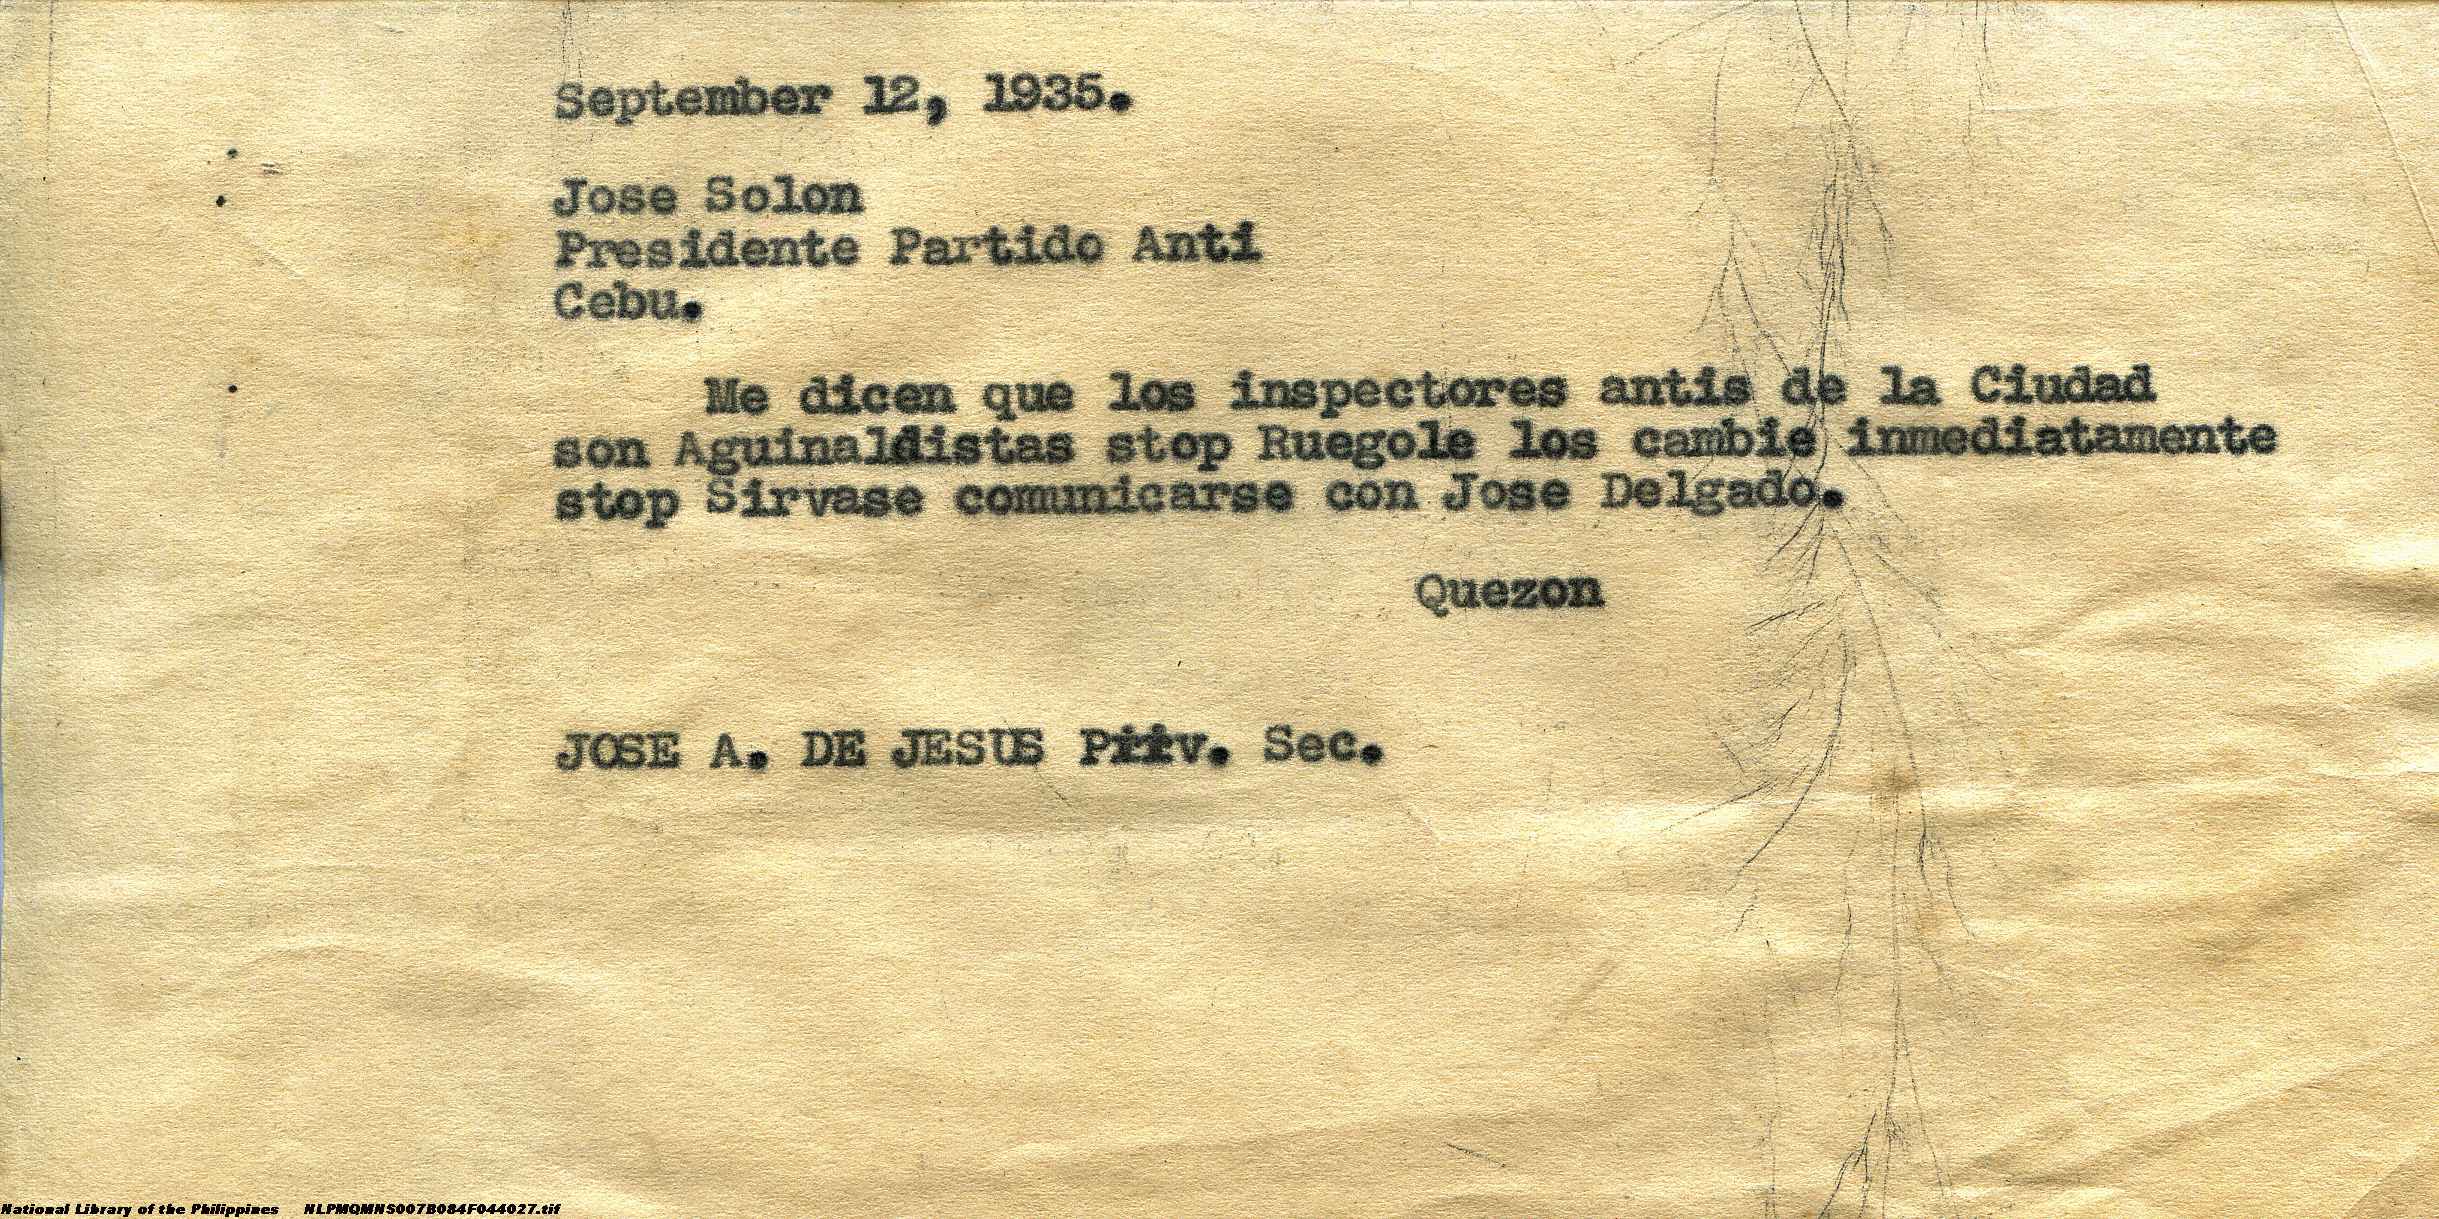 September 12, 1935.
Jose Solon
Presidente Partido Anti
Cebu.
Me dicen que los inspectores antis de la Ciudad
son Aguinaldistas stop Ruegole los cambie inmediatamente
stop Sirvase comunicarse con Jose Delgado.
Quezon
JOSE A. DE JESUS Priv. Sec.
National Library of the Philippines NLPMQMNS007B084F044027.tif